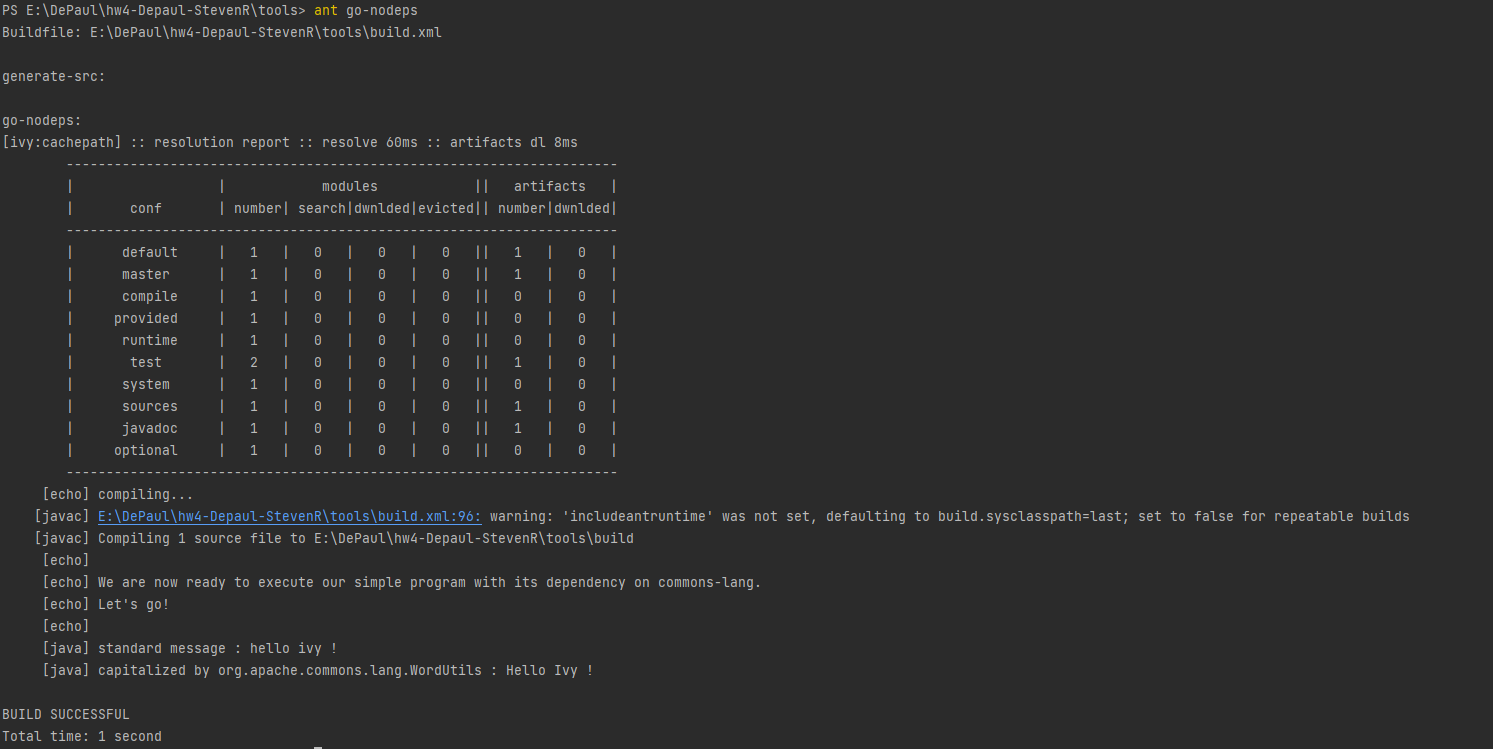 PS E:\DePaul\hw4-Depaul-StevenR\tools> ant go-nodeps
Buildfile: E:\DePaul\hw4-Depaul-StevenR\tools\build.xml

generate-src:

go-nodeps:
[ivy:cachepath] :: resolution report :: resolve 60ms :: artifacts dl 8ms
        ---------------------------------------------------------------------
        |                  |            modules            ||   artifacts   |
        |       conf       | number| search|dwnlded|evicted|| number|dwnlded|
        ---------------------------------------------------------------------
        |      default     |   1   |   0   |   0   |   0   ||   1   |   0   |
        |      master      |   1   |   0   |   0   |   0   ||   1   |   0   |
        |      compile     |   1   |   0   |   0   |   0   ||   0   |   0   |
        |     provided     |   1   |   0   |   0   |   0   ||   0   |   0   |
        |      runtime     |   1   |   0   |   0   |   0   ||   0   |   0   |
        |       test       |   2   |   0   |   0   |   0   ||   1   |   0   |
        |      system      |   1   |   0   |   0   |   0   ||   0   |   0   |
        |      sources     |   1   |   0   |   0   |   0   ||   1   |   0   |
        |      javadoc     |   1   |   0   |   0   |   0   ||   1   |   0   |
        |     optional     |   1   |   0   |   0   |   0   ||   0   |   0   |
        ---------------------------------------------------------------------
     [echo] compiling...
    [javac] E:\DePaul\hw4-Depaul-StevenR\tools\build.xml:96: warning: 'includeantruntime' was not set, defaulting to build.sysclasspath=last; set to false for repeatable builds
    [javac] Compiling 1 source file to E:\DePaul\hw4-Depaul-StevenR\tools\build
     [echo]
     [echo] We are now ready to execute our simple program with its dependency on commons-lang.
     [echo] Let's go!
     [echo]
     [java] standard message : hello ivy !
     [java] capitalized by org.apache.commons.lang.WordUtils : Hello Ivy !

BUILD SUCCESSFUL
Total time: 1 second